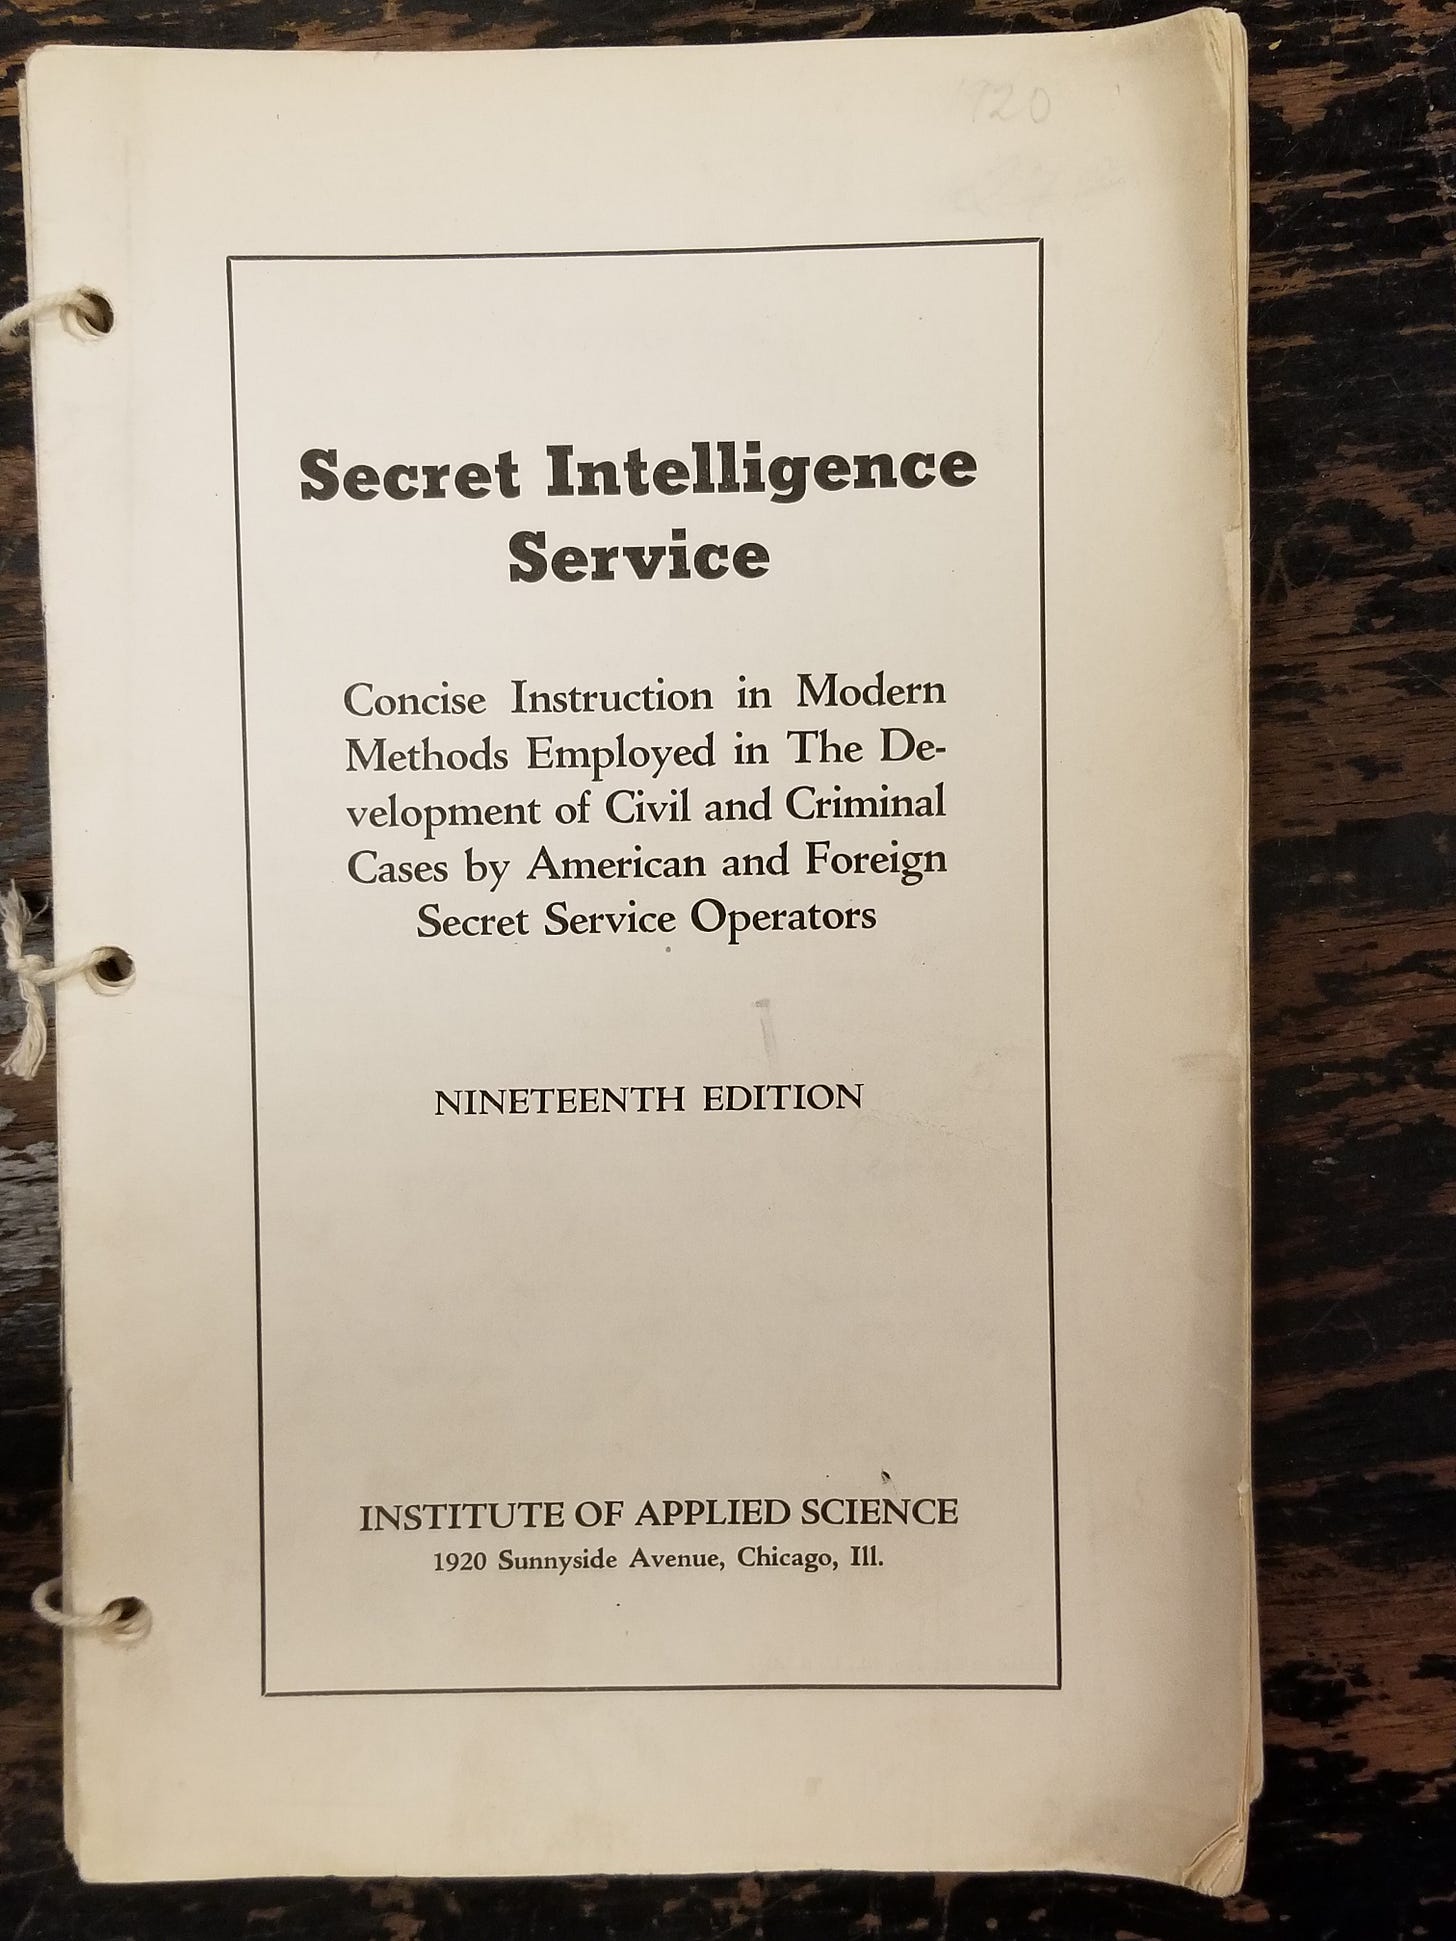 920
Secret Intelligence
Service
Concise Instruction in Modern
Methods Employed in The De-
velopment of Civil and Criminal
Cases by American and Foreign
Secret Service Operators
NINETEENTH EDITION
INSTITUTE OF APPLIED SCIENCE
1920 Sunnyside Avenue, Chicago, Ill.